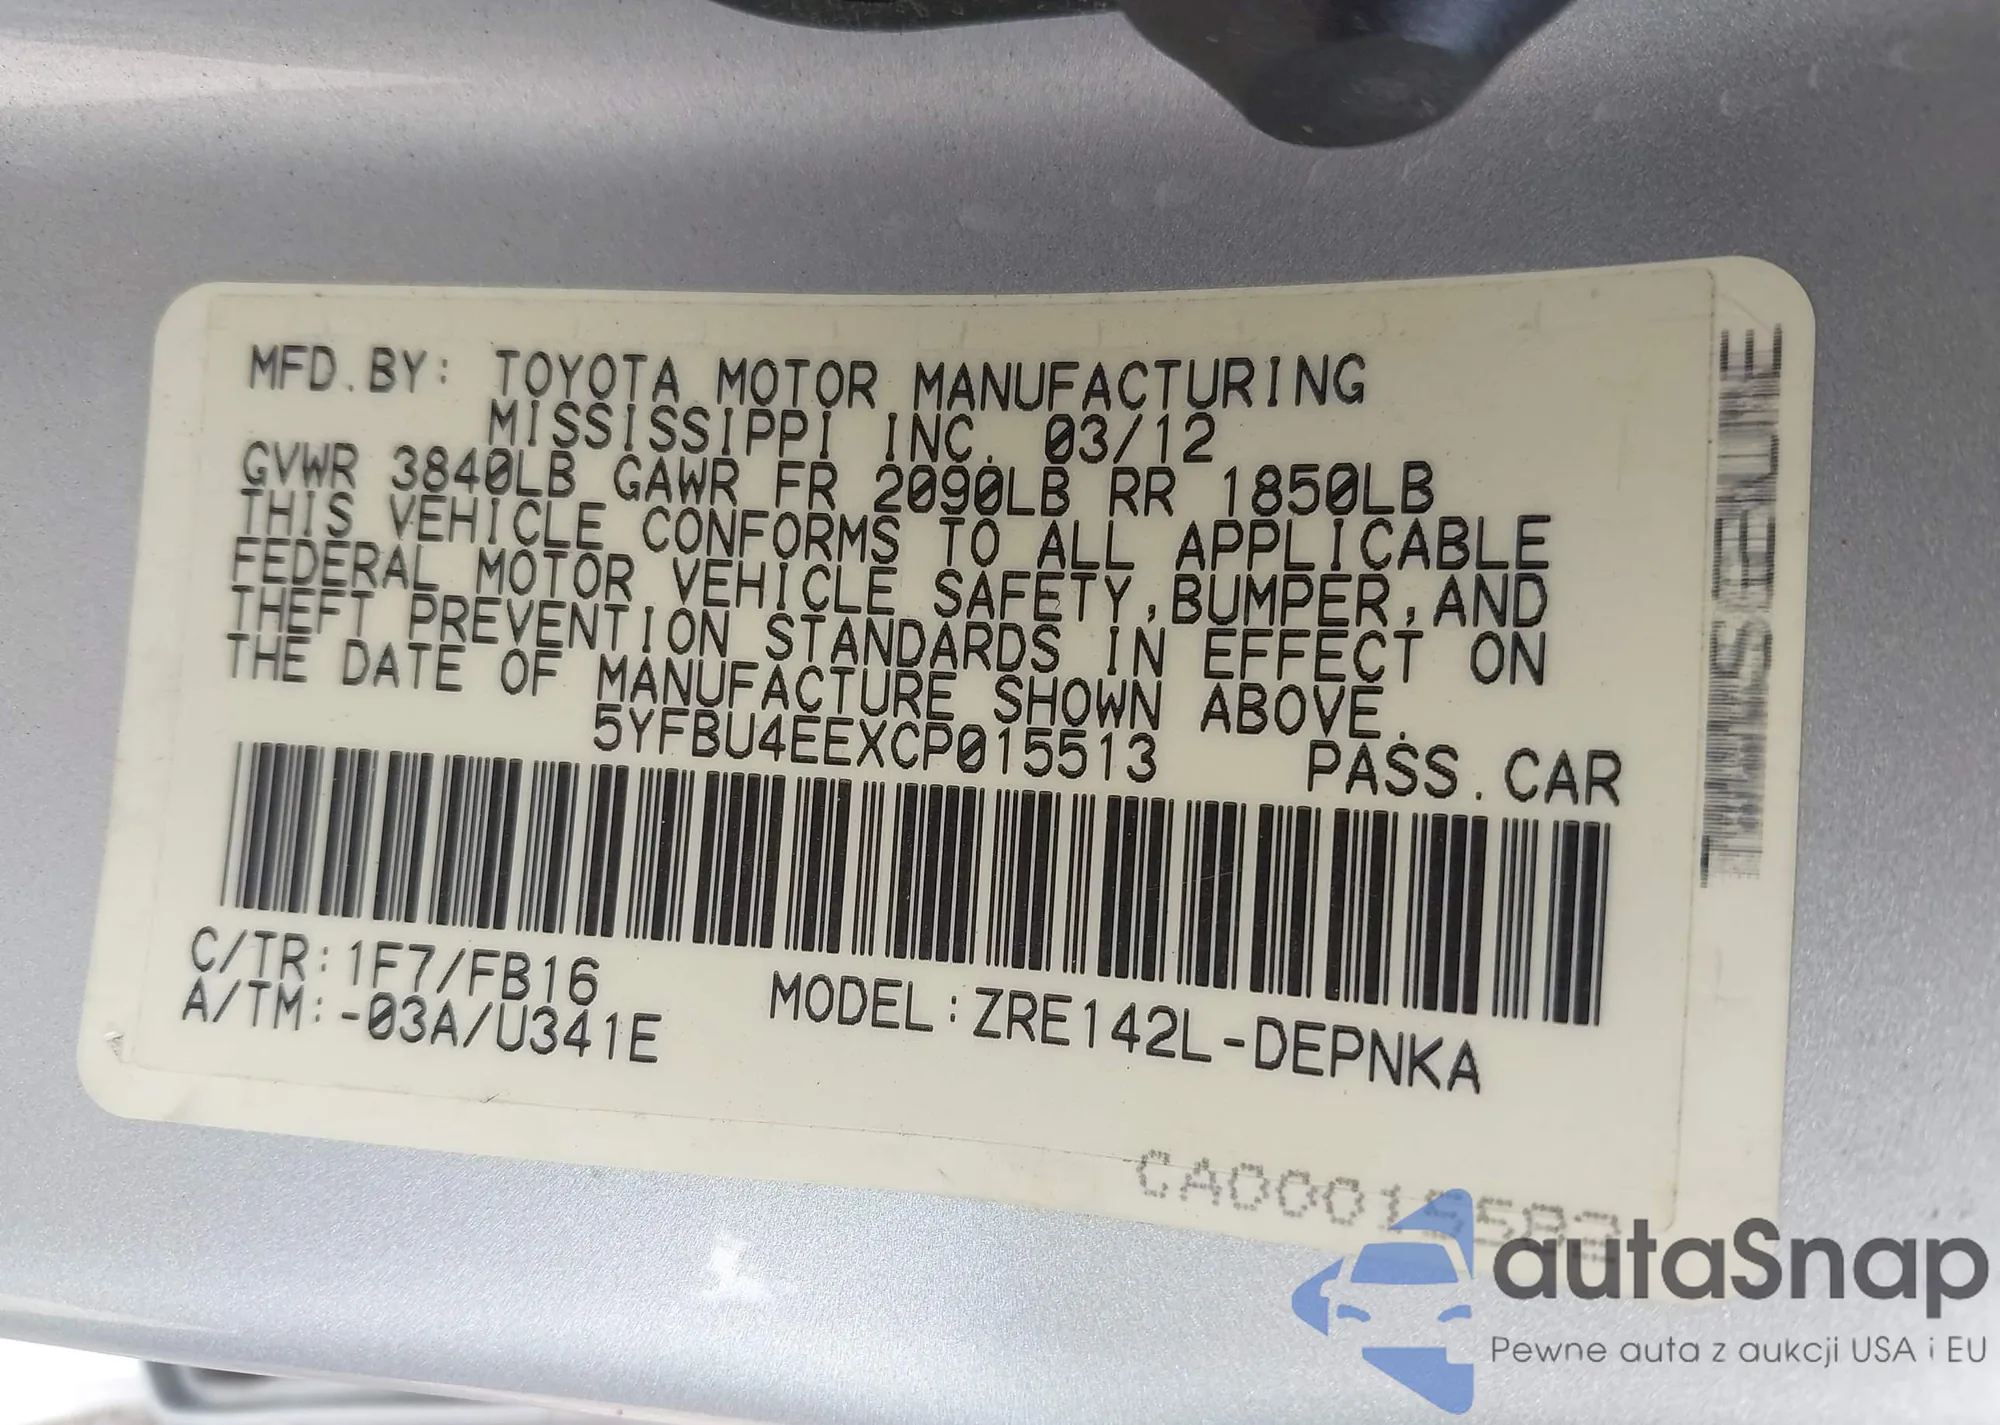 MFD.BY: TOYOTA MOTOR MANUFACTURING
MISSISSIPPI INC. 03/12
GVWR 3840LB GAWR FR 2090LB RR 1850LB
THIS VEHICLE CONFORMS TO ALL APPLICABLE
FEDERAL MOTOR VEHICLE SAFETY,BUMPER,AND
THEFT PREVENTION STANDARDS IN EFFECT ON
THE DATE OF MANUFACTURE SHOWN ABOVE.
5YFBU4EEXCP015513 PASS.CAR
C/TR:1F7/FB16
A/TM:-03A/U341E
MODEL:ZRE142L-DEPNKA
autaSnap
Pewne auta z aukcji USA i EU